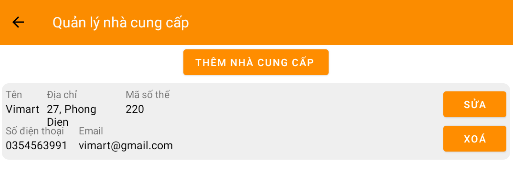 Quản lý nhà cung cấp
THÊM NHÀ CUNG CẤP
Tên Địa chỉ Mã số thế
Vimart 27, Phong Dien 220
SỬA
Số điện thoại Email
0354563991 vimart@gmail.com
XOÁ